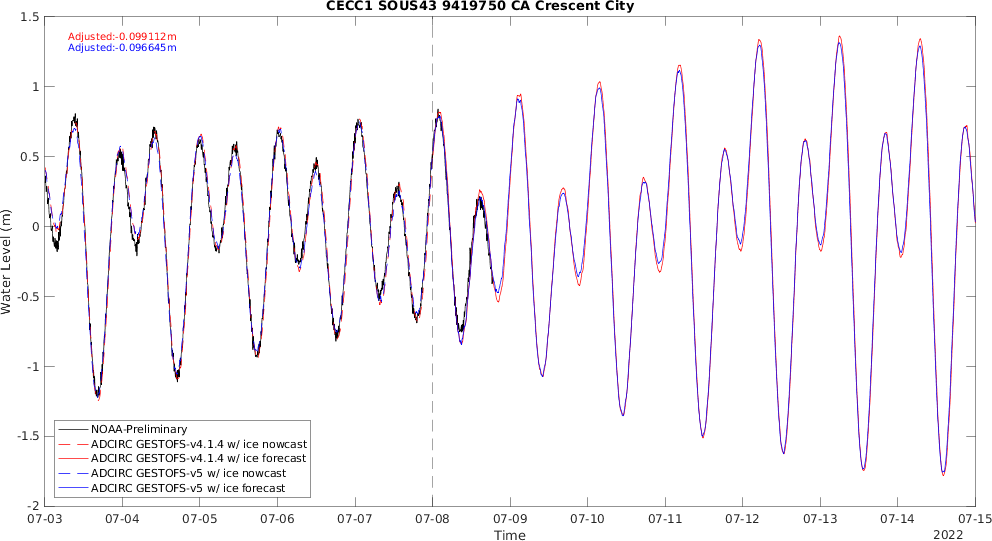 CECC1 SOUS43 9419750 CA Crescent City
1.5
Adjusted:-0.099112m
Adjusted:-0.096645m
1
0.5
0
-0.5
-1
-1.5
-2
Water Level (m)
NOAA-Preliminary
ADCIRC GESTOFS-v4.1.4 w/ ice nowcast
ADCIRC GESTOFS-v4.1.4 w/ ice forecast
ADCIRC GESTOFS-v5 w/ ice nowcast
ADCIRC GESTOFS-v5 w/ ice forecast
07-03 07-04 07-05 07-06 07-07 07-08 07-09 07-10 07-11 07-12 07-13 07-14 07-15
Time
2022